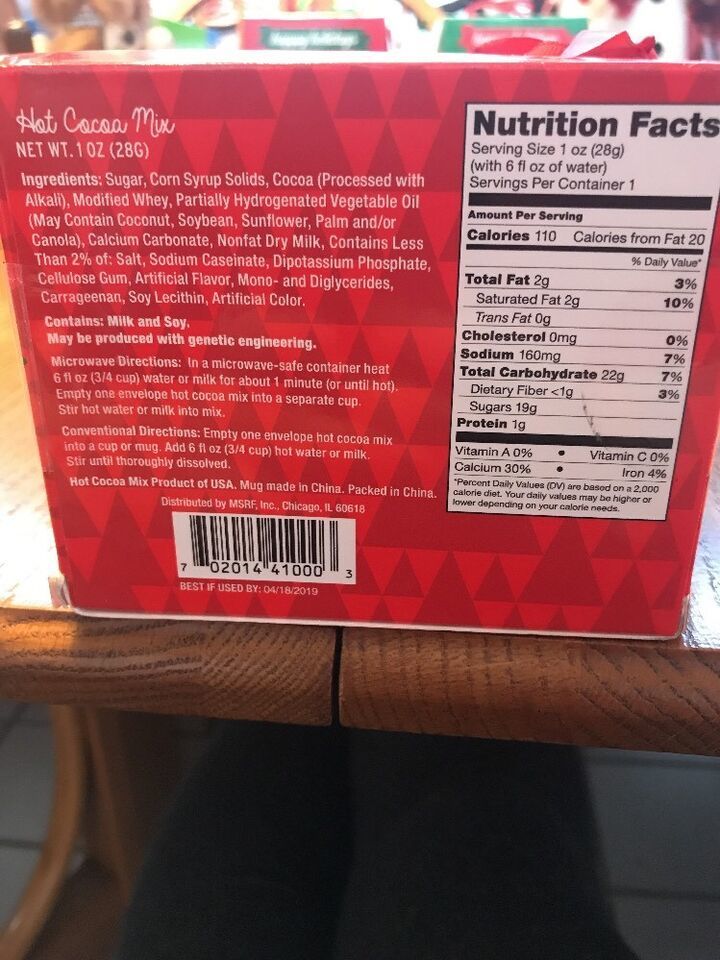 Hot Cocoa Mix
NET WT. 1 OZ (28G)
Ingredients: Sugar, Corn Syrup Solids, Cocoa (Processed with
Alkali), Modified Whey, Partially Hydrogenated Vegetable Oil
(May Contain Coconut, Soybean, Sunflower, Palm and/or
Canola), Calcium Carbonate, Nonfat Dry Milk, Contains Less
Than 2% of: Salt, Sodium Caseinate, Dipotassium Phosphate,
Cellulose Gum, Artificial Flavor, Mono- and Diglycerides,
Carrageenan, Soy Lecithin, Artificial Color.
Contains: Milk and Soy.
May be produced with genetic engineering.
Microwave Directions: In a microwave-safe container heat
6 fl oz (3/4 cup) water or milk for about 1 minute (or until hot).
Empty one envelope hot cocoa mix into a separate cup.
Stir hot water or milk into mix.
Conventional Directions: Empty one envelope hot cocoa mix
into a cup or mug. Add 6 fl oz (3/4 cup) hot water or milk.
Stir until thoroughly dissolved.
Hot Cocoa Mix Product of USA. Mug made in China. Packed in China.
Distributed by MSRF, Inc., Chicago, IL 60618
7 02014 41000 3
BEST IF USED BY: 04/18/2019
Nutrition Facts
Serving Size 1 oz (28g)
(with 6 fl oz of water)
Servings Per Container 1
Amount Per Serving
Calories 110 Calories from Fat 20
% Daily Value*
Total Fat 2g 3%
Saturated Fat 2g 10%
Trans Fat 0g
Cholesterol 0mg 0%
Sodium 160mg 7%
Total Carbohydrate 22g 7%
Dietary Fiber <1g 3%
Sugars 19g
Protein 1g
Vitamin A 0% • Vitamin C 0%
Calcium 30% • Iron 4%
*Percent Daily Values (DV) are based on a 2,000
calorie diet. Your daily values may be higher or
lower depending on your calorie needs.